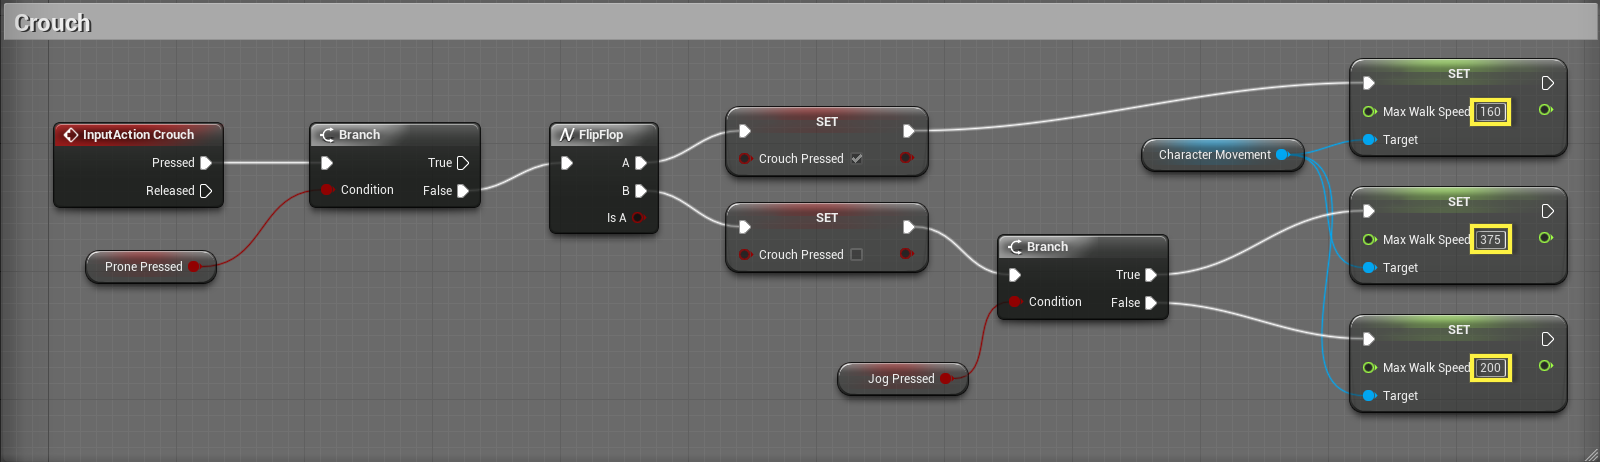 Crouch
InputAction Crouch
Pressed
Released
Prone Pressed
Branch
True
Condition
False
FlipFlop
A
B
Is A
SET
Crouch Pressed
SET
Crouch Pressed
Branch
True
Condition
False
Jog Pressed
Character Movement
SET
Max Walk Speed 160
Target
SET
Max Walk Speed 375
Target
SET
Max Walk Speed 200
Target